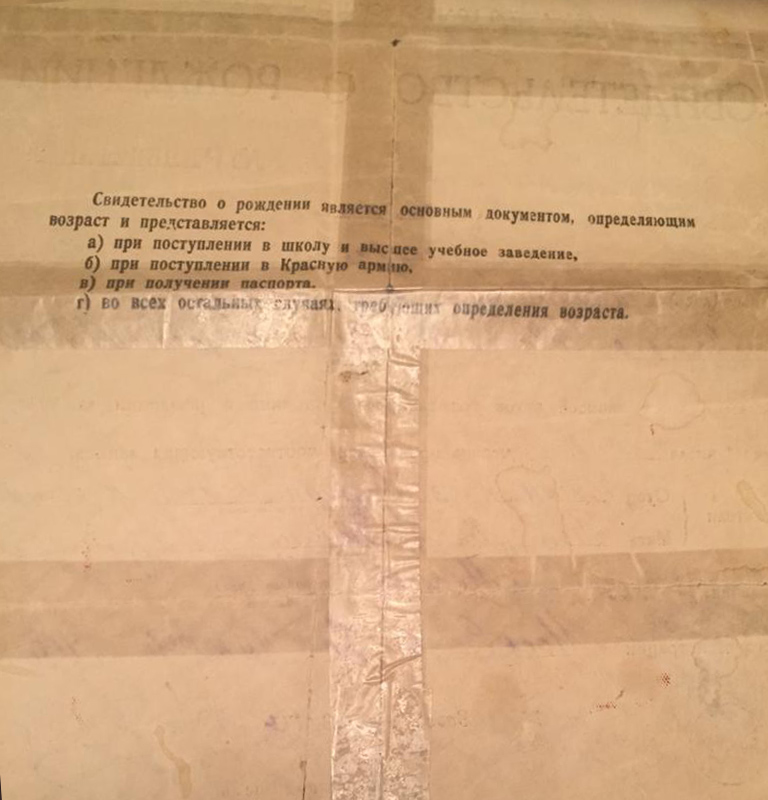 Свидетельство о рождении является основным документом, определяющим
возраст и представляется:
а) при поступлении в школу и высшее учебное заведение,
б) при поступлении в Красную армию,
в) при получении паспорта.
г) во всех остальных случаях, требующих определения возраста.